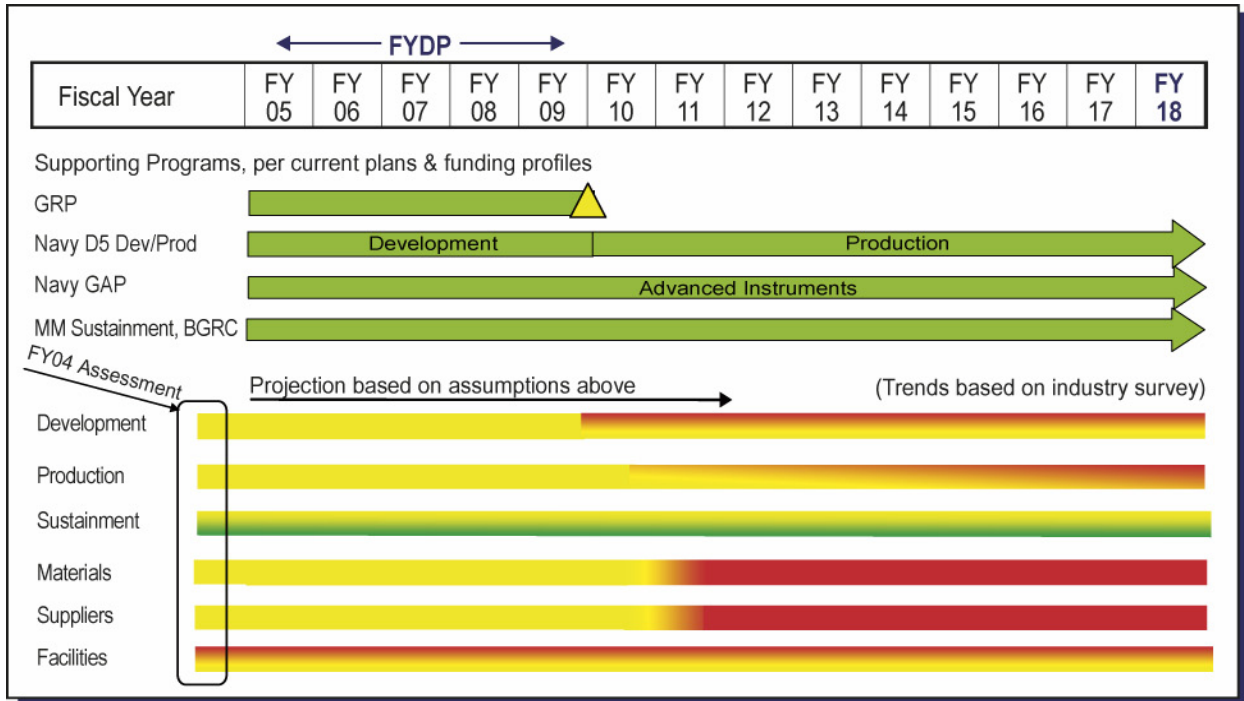 FYDP
Fiscal Year FY 05 FY 06 FY 07 FY 08 FY 09 FY 10 FY 11 FY 12 FY 13 FY 14 FY 15 FY 16 FY 17 FY 18
Supporting Programs, per current plans & funding profiles
GRP
Navy D5 Dev/Prod Development Production
Navy GAP Advanced Instruments
MM Sustainment, BGRC
FY04 Assessment
Projection based on assumptions above (Trends based on industry survey)
Development
Production
Sustainment
Materials
Suppliers
Facilities